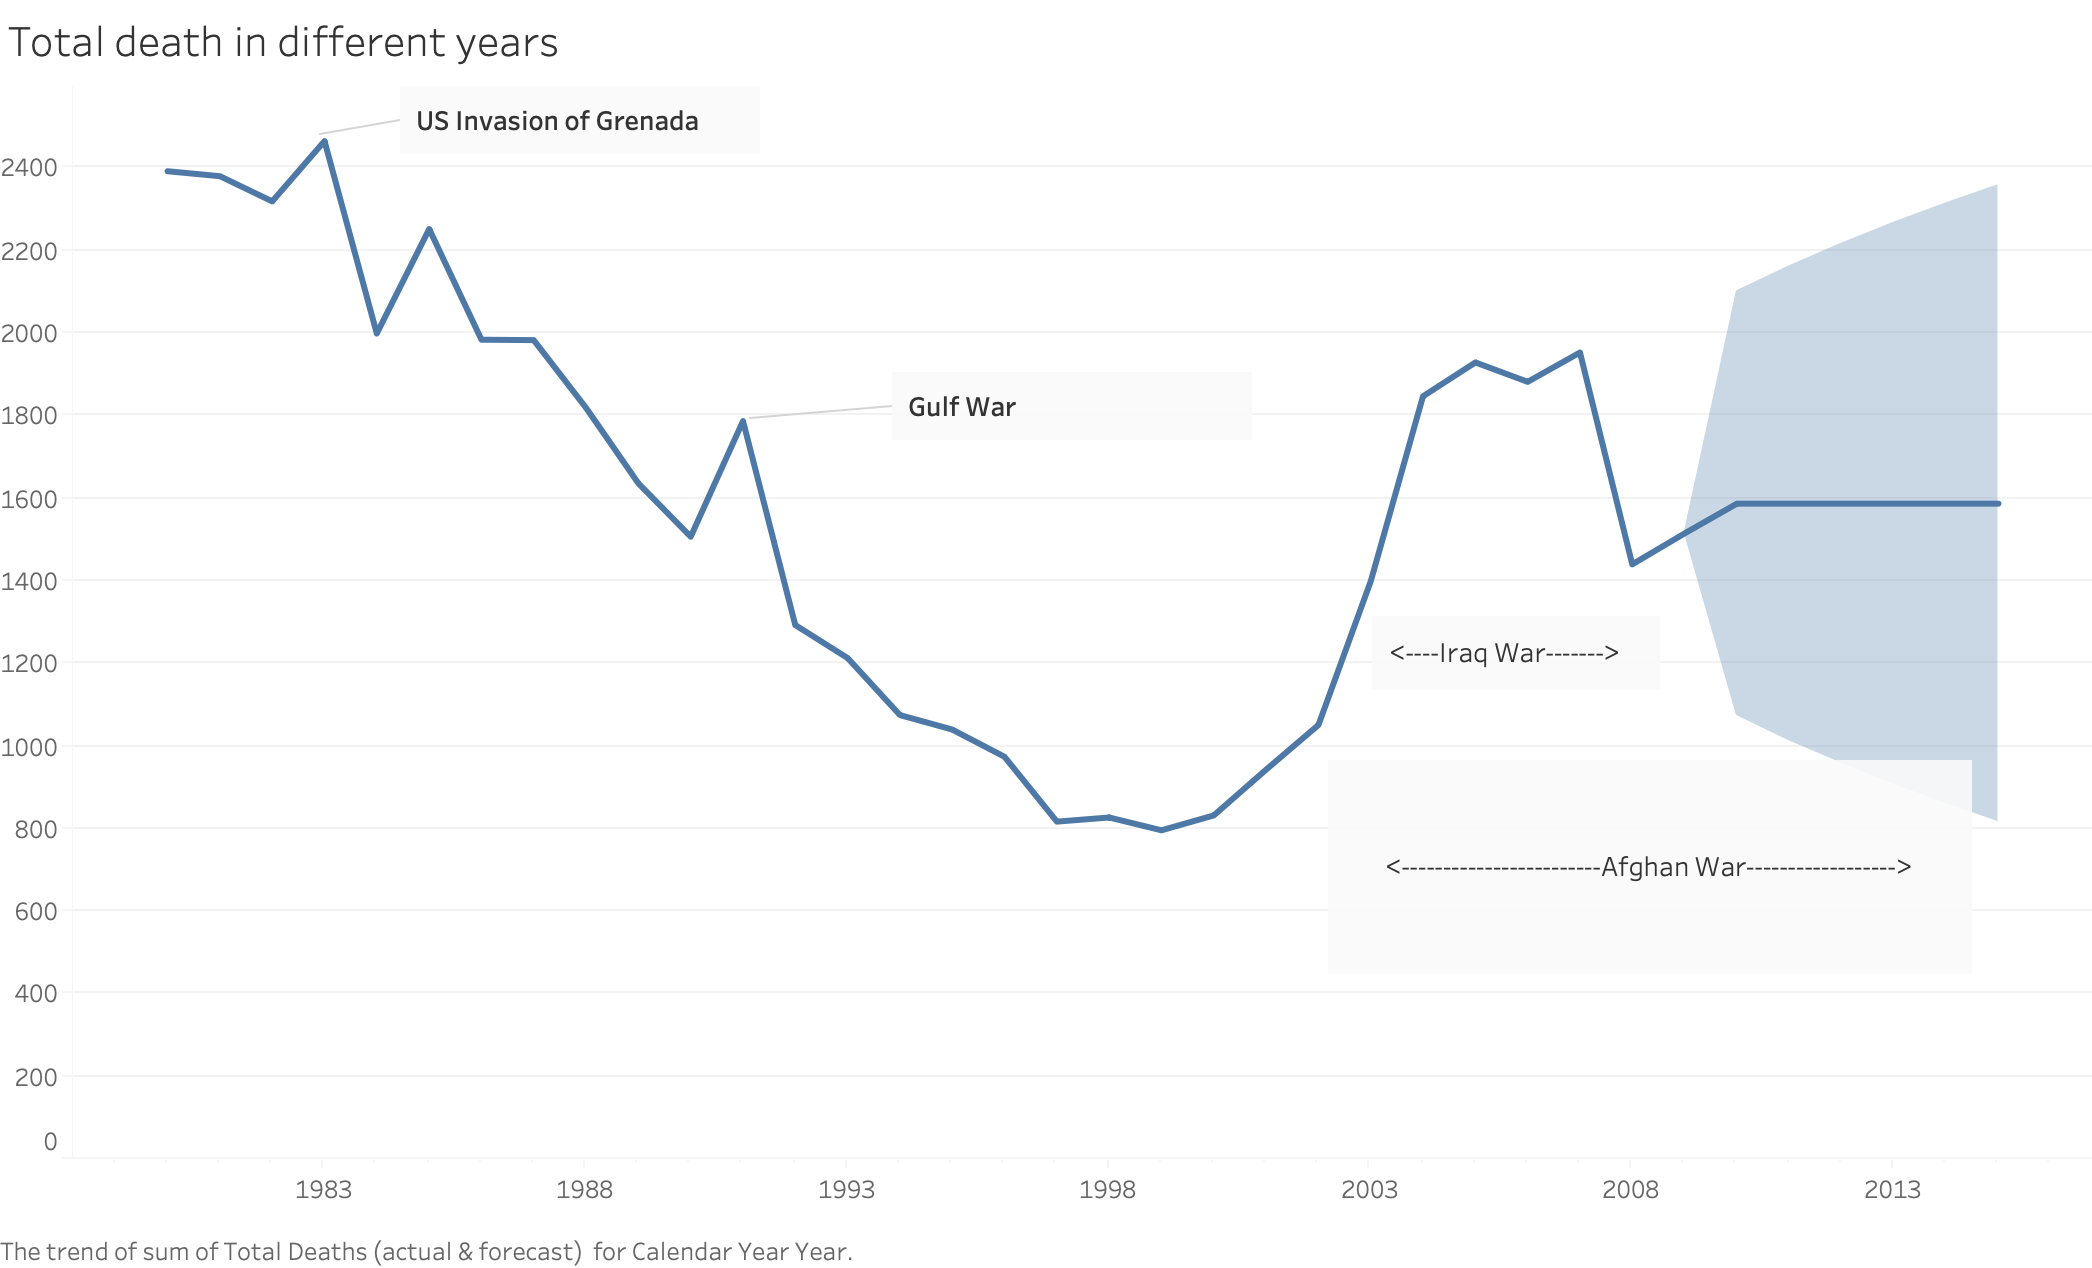 Total death in different years
US Invasion of Grenada
2400
2200
2000
1800
Gulf War
1600
1400
1200
<----Iraq War------->
1000
800
<------------------------Afghan War------------------>
600
400
200
0
1983 1988 1993 1998 2003 2008 2013
The trend of sum of Total Deaths (actual & forecast)  for Calendar Year Year.